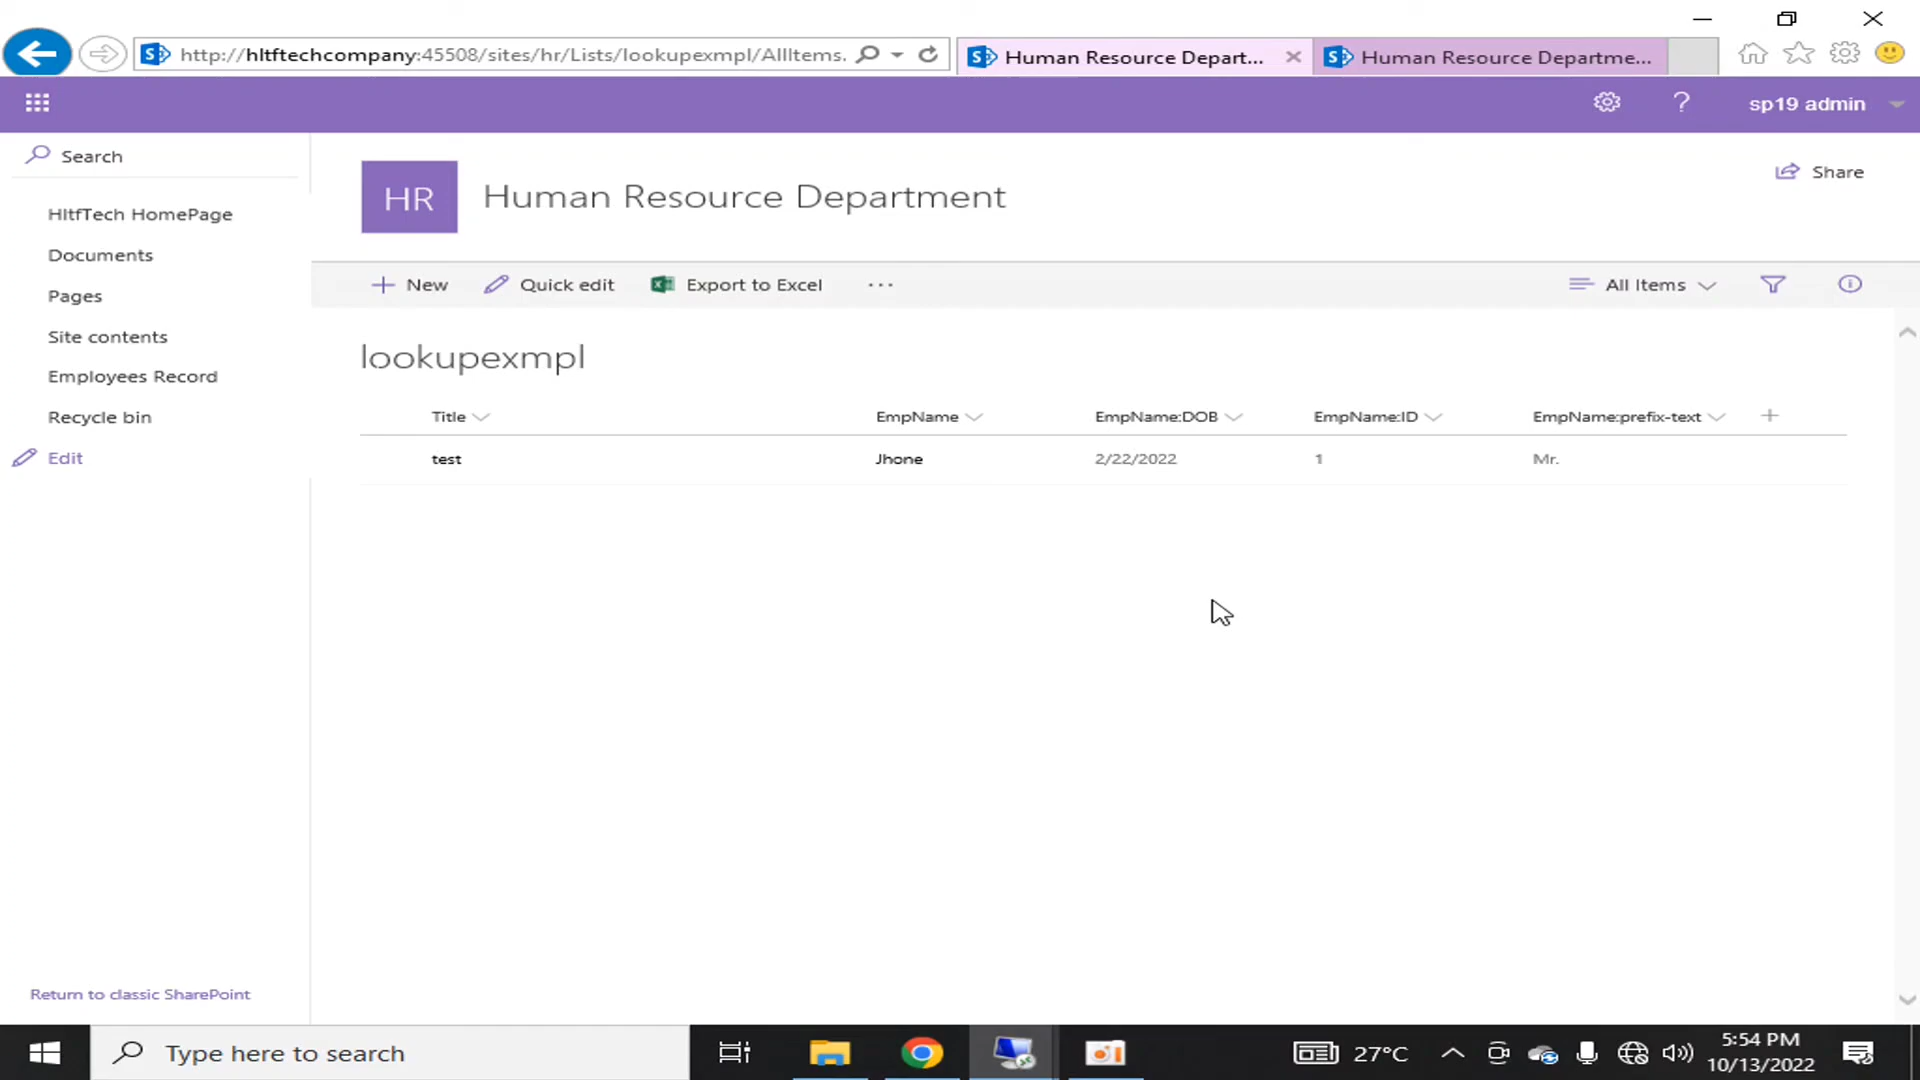 http://hltftechcompany:45508/sites/hr/Lists/lookupexmpl/AllItems.
Human Resource Depart...
Human Resource Departme...
sp19 admin
Search
HR
Human Resource Department
Share
HltfTech HomePage
Documents
Pages
Site contents
Employees Record
Recycle bin
Edit
New
Quick edit
Export to Excel
All Items
lookupexmpl
Title EmpName EmpName:DOB EmpName:ID EmpName:prefix-text
test Jhone 2/22/2022 1 Mr.
Return to classic SharePoint
Type here to search
27°C
5:54 PM
10/13/2022